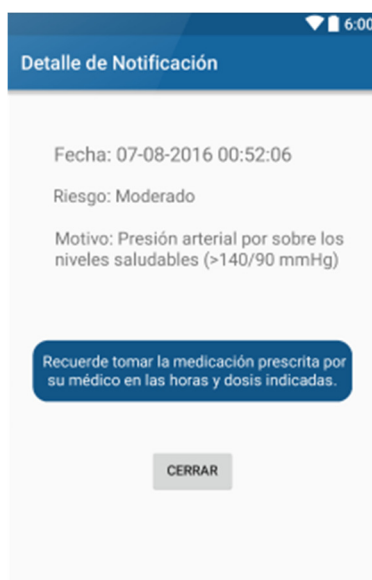 6:00
Detalle de Notificación
Fecha: 07-08-2016 00:52:06
Riesgo: Moderado
Motivo: Presión arterial por sobre los
niveles saludables (>140/90 mmHg)
Recuerde tomar la medicación prescrita por
su médico en las horas y dosis indicadas.
CERRAR